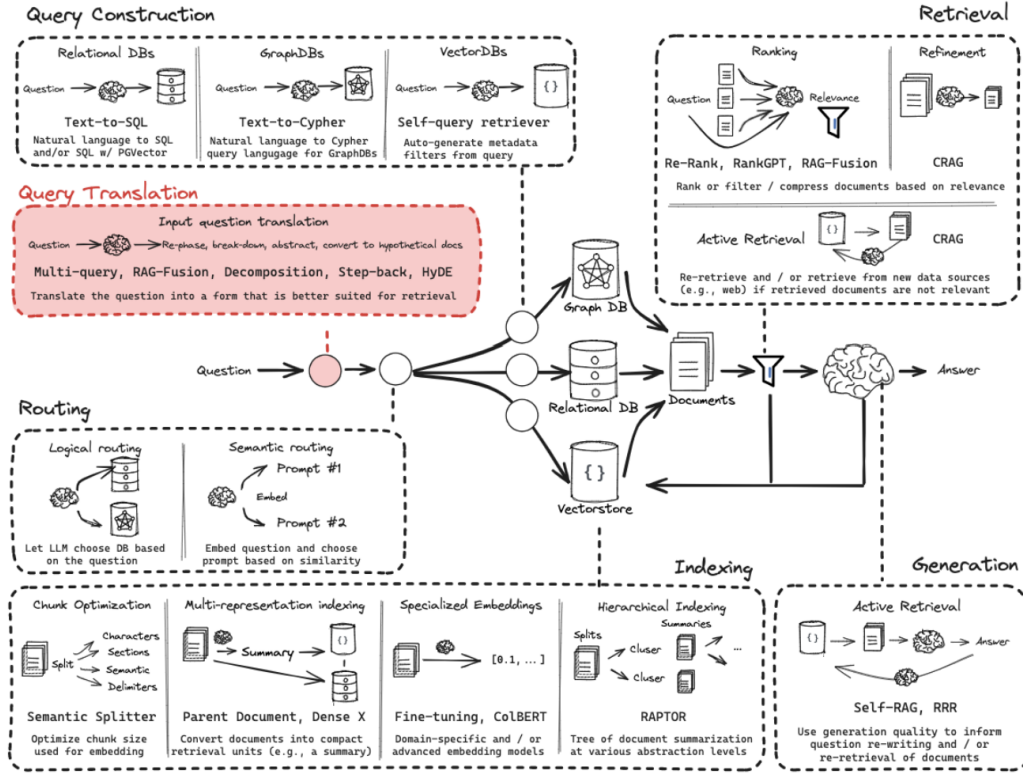 Query Construction
Relational DBs
Question
Text-to-SQL
Natural language to SQL
and/or SQL w/ PGVector
GraphDBs
Question
Text-to-Cypher
Natural language to Cypher
query langugage for GraphDBs
VectorDBs
Question
{}
Self-query retriever
Auto-generate metadata
filters from query
Retrieval
Ranking
Question
Relevance
Re-Rank, RankGPT, RAG-Fusion
Refinement
CRAG
Rank or filter / compress documents based on relevance
Active Retrieval
{}
CRAG
Re-retrieve and / or retrieve from new data sources
(e.g., web) if retrieved documents are not relevant
Query Translation
Input question translation
Question
Re-phase, break-down, abstract, convert to hypothetical docs
Multi-query, RAG-Fusion, Decomposition, Step-back, HyDE
Translate the question into a form that is better suited for retrieval
Question
Graph DB
Relational DB
{}
Vectorstore
Documents
Answer
Routing
Logical routing
Let LLM choose DB based
on the question
Semantic routing
Prompt #1
Embed
Prompt #2
Embed question and choose
prompt based on similarity
Indexing
Chunk Optimization
Split
Characters
Sections
Semantic
Delimiters
Semantic Splitter
Optimize chunk size
used for embedding
Multi-representation indexing
Summary
{}
Parent Document, Dense X
Convert documents into compact
retrieval units (e.g., a summary)
Specialized Embeddings
[0.1, ...]
Fine-tuning, ColBERT
Domain-specific and / or
advanced embedding models
Hierarchical Indexing
Summaries
Splits
Cluser
...
Cluser
RAPTOR
Tree of document summarization
at various abstraction levels
Generation
Active Retrieval
{}
Answer
Self-RAG, RRR
Use generation quality to inform
question re-writing and / or
re-retrieval of documents